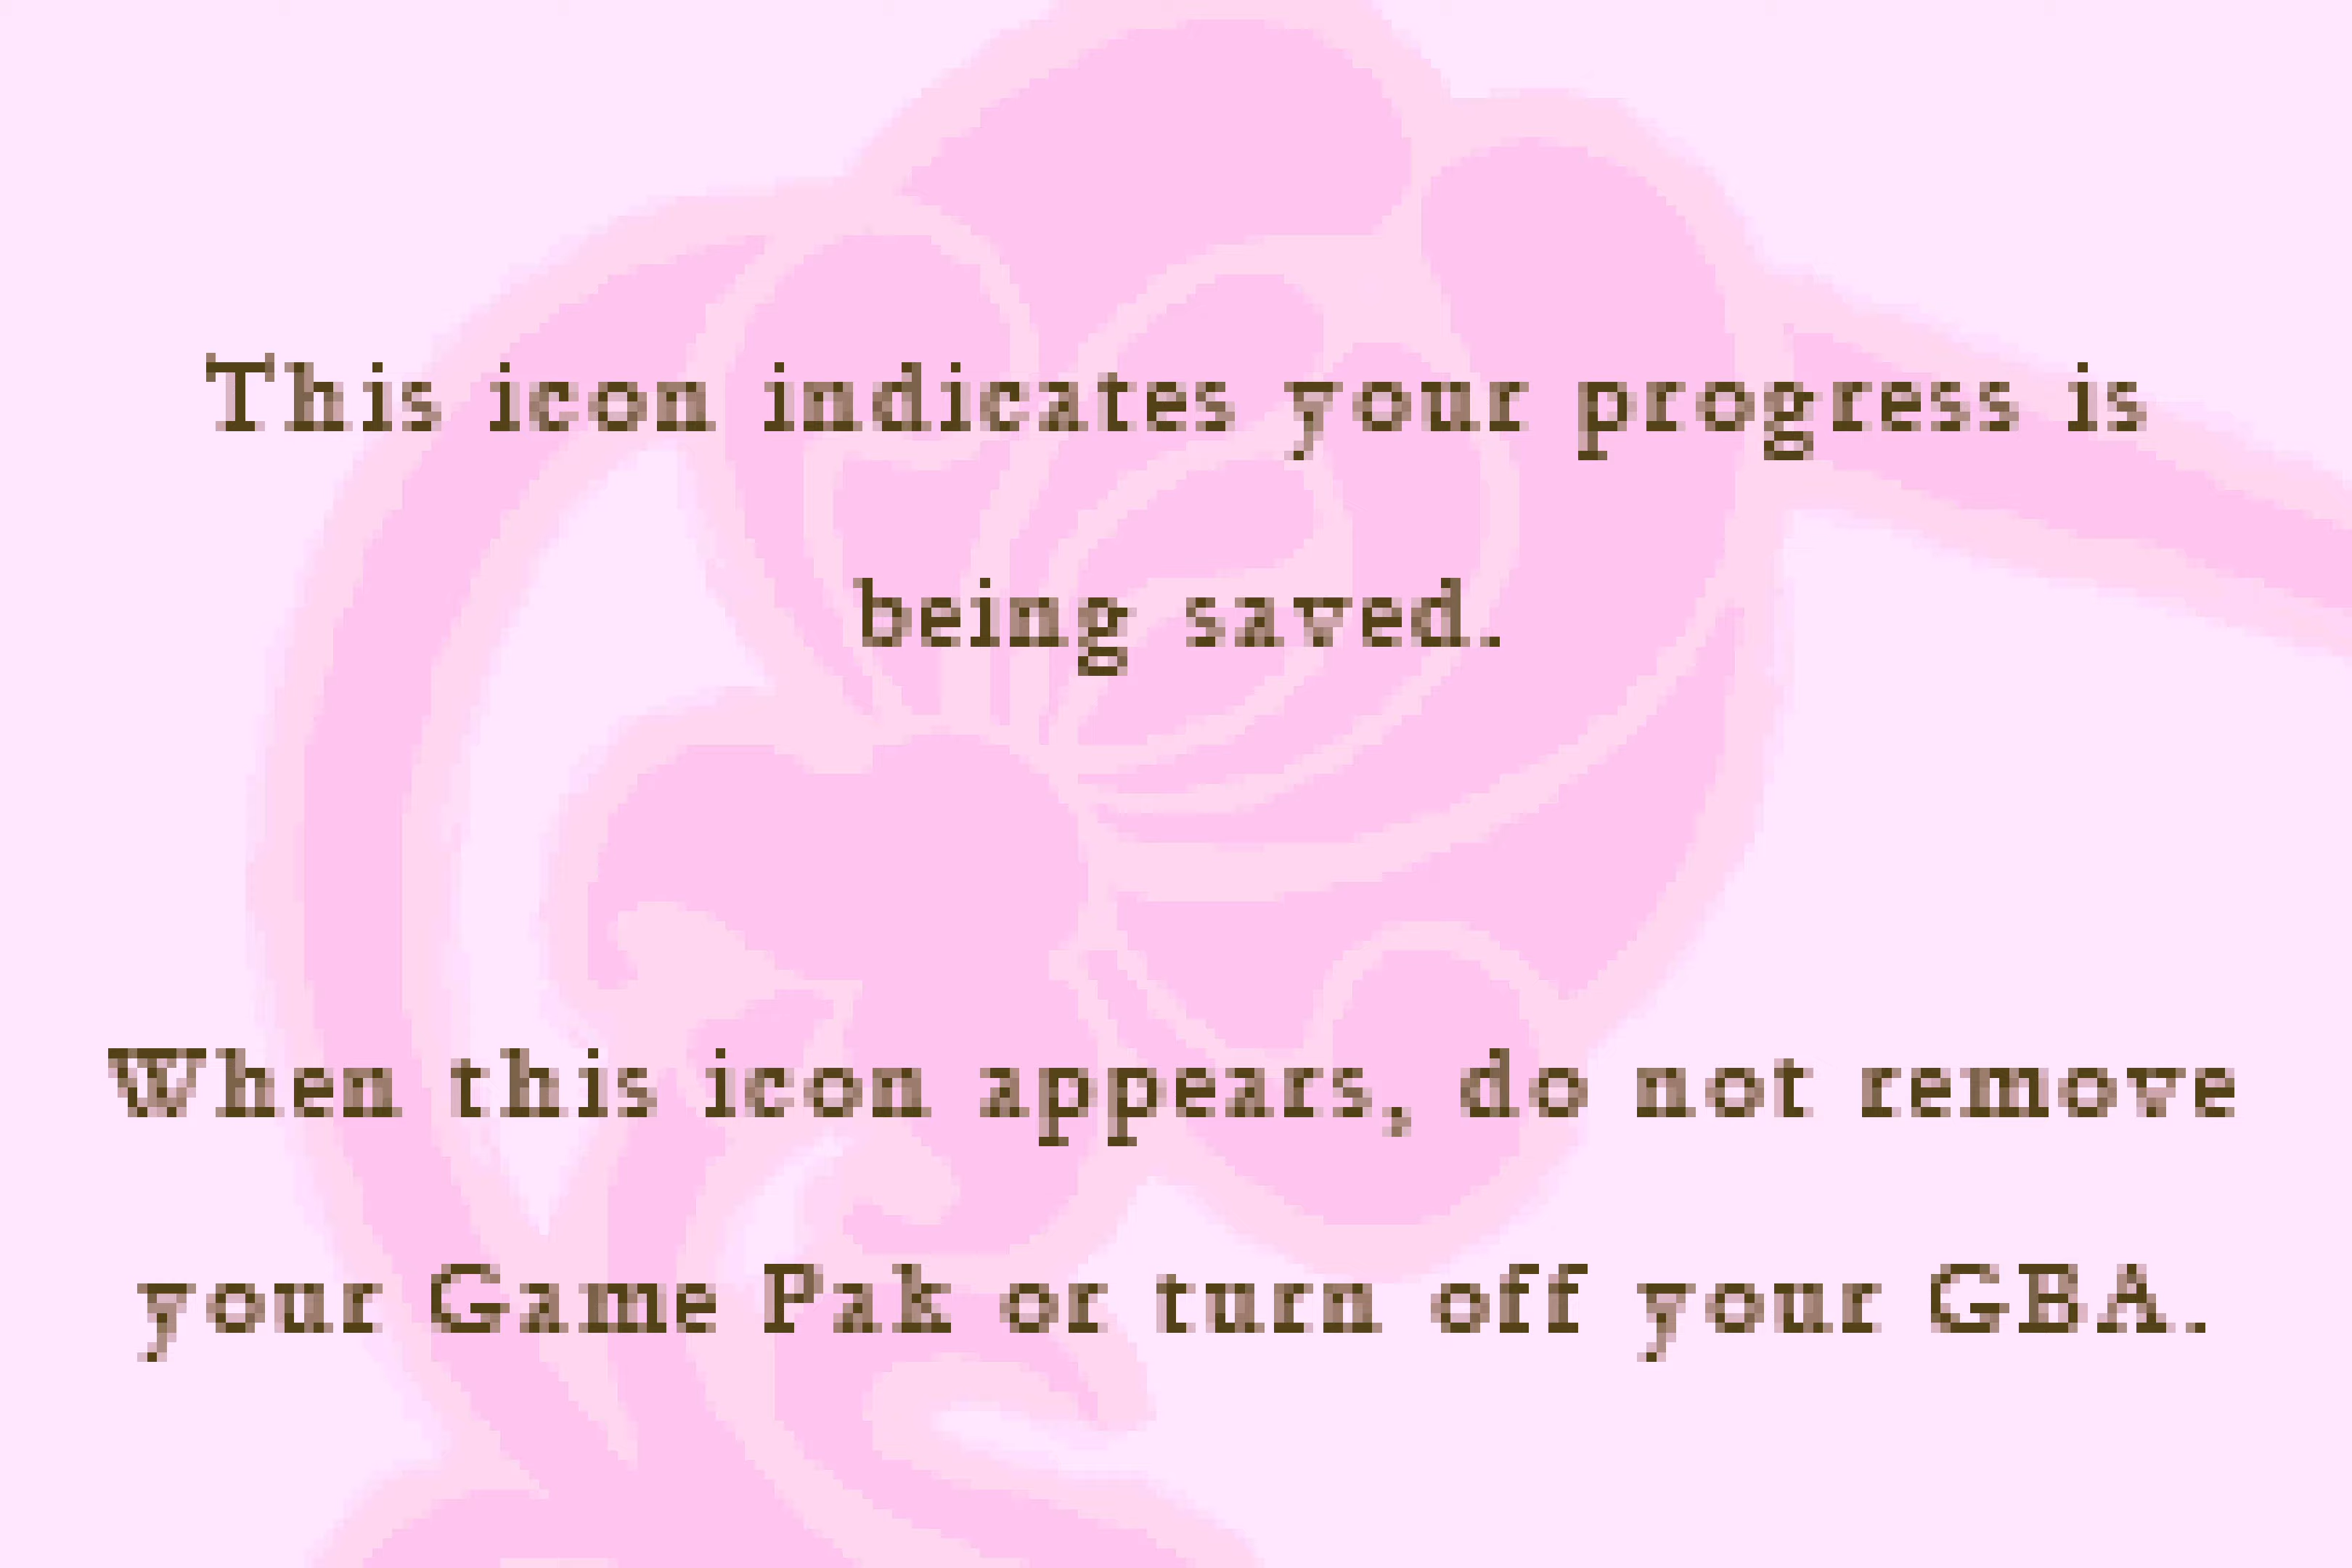 This icon indicates your progress is
being saved.
When this icon appears, do not remove
your Game Pak or turn off your GBA.